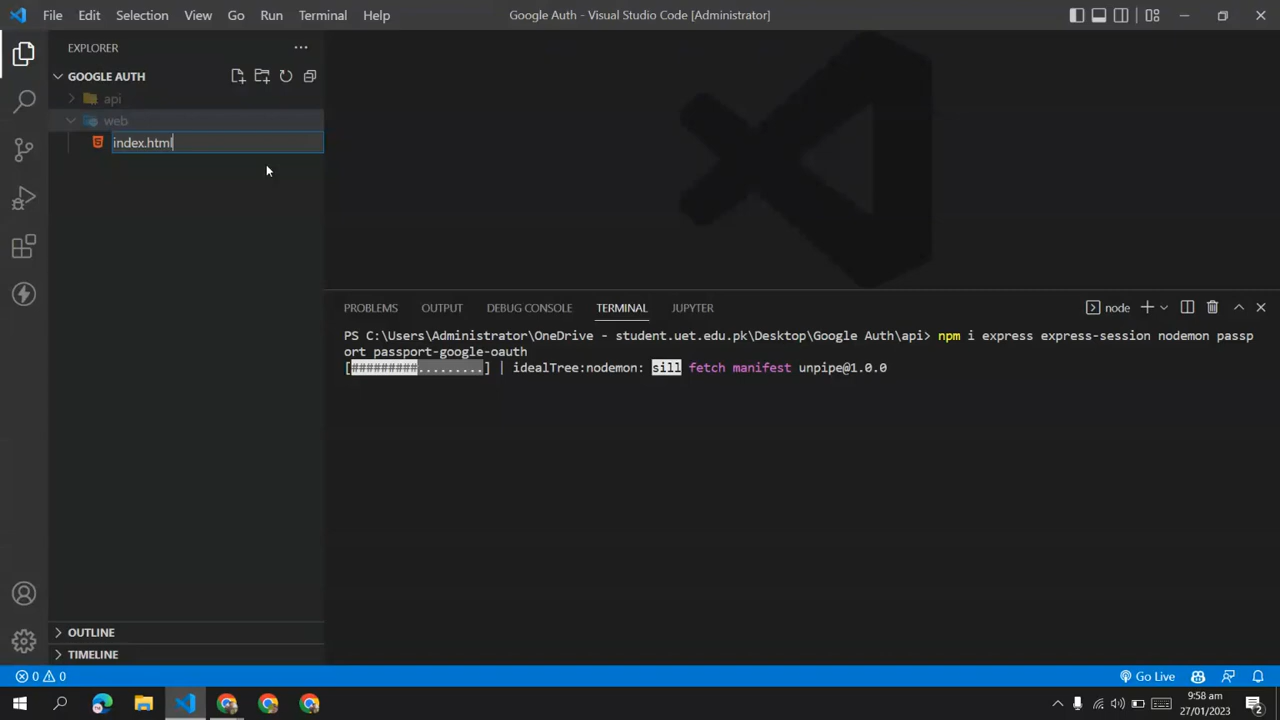 File Edit Selection View Go Run Terminal Help
Google Auth - Visual Studio Code [Administrator]
EXPLORER
GOOGLE AUTH
api
web
index.html
PROBLEMS OUTPUT DEBUG CONSOLE TERMINAL JUPYTER
node
PS C:\Users\Administrator\OneDrive - student.uet.edu.pk\Desktop\Google Auth\api> npm i express express-session nodemon passp
ort passport-google-oauth
[#########.........] | idealTree:nodemon: sill fetch manifest unpipe@1.0.0
OUTLINE
TIMELINE
0 0
Go Live
9:58 am
27/01/2023
2